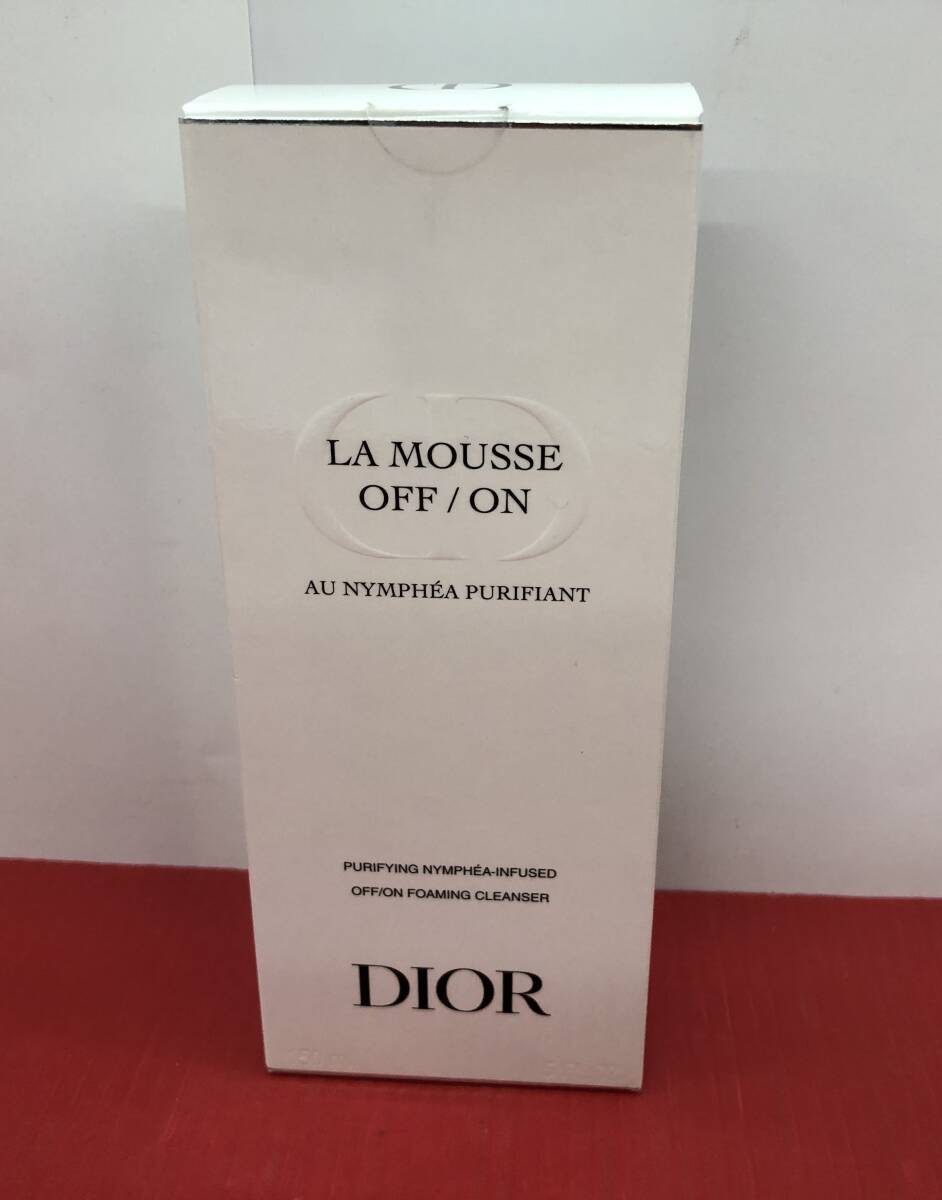 LA MOUSSE
OFF / ON
AU NYMPHÉA PURIFIANT
PURIFYING NYMPHÉA-INFUSED
OFF/ON FOAMING CLEANSER
DIOR